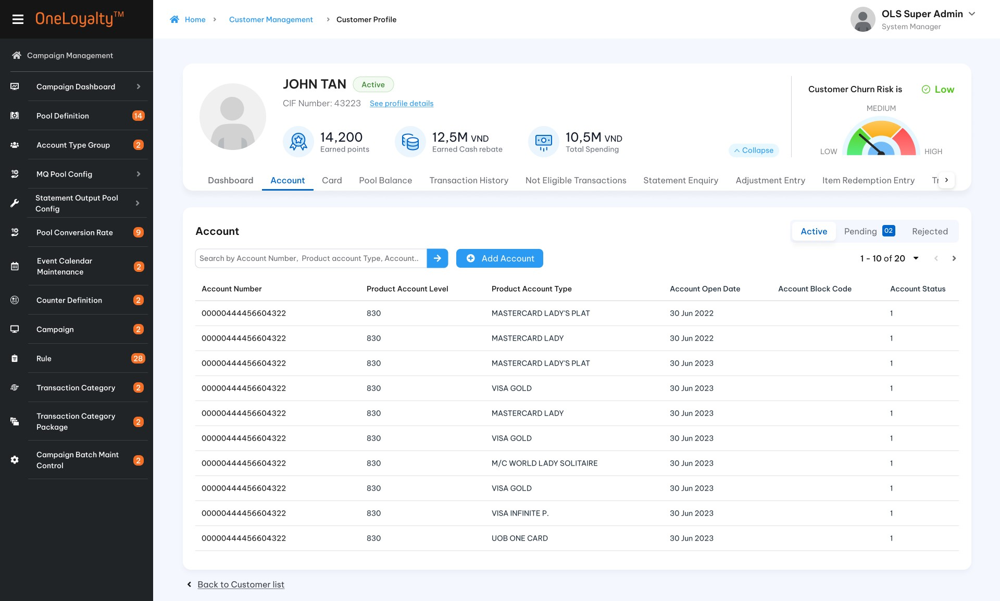 OneLoyalty™
Home
Customer Management
Customer Profile
OLS Super Admin
System Manager
Campaign Management
Campaign Dashboard
Pool Definition 14
Account Type Group 2
MQ Pool Config
Statement Output Pool
Config
Pool Conversion Rate 9
Event Calendar
Maintenance 2
Counter Definition 2
Campaign 2
Rule 28
Transaction Category 2
Transaction Category
Package 2
Campaign Batch Maint
Control 2
JOHN TAN Active
CIF Number: 43223 See profile details
14,200
Earned points
12,5M VND
Earned Cash rebate
10,5M VND
Total Spending
Collapse
Customer Churn Risk is Low
MEDIUM
LOW HIGH
Dashboard Account Card Pool Balance Transaction History Not Eligible Transactions Statement Enquiry Adjustment Entry Item Redemption Entry Tr
Account
Active Pending 02 Rejected
Search by Account Number, Product account Type, Account..
Add Account
1 - 10 of 20
Account Number Product Account Level Product Account Type Account Open Date Account Block Code Account Status
00000444456604322 830 MASTERCARD LADY'S PLAT 30 Jun 2022 1
00000444456604322 830 MASTERCARD LADY 30 Jun 2022 1
00000444456604322 830 MASTERCARD LADY'S PLAT 30 Jun 2023 1
00000444456604322 830 VISA GOLD 30 Jun 2023 1
00000444456604322 830 MASTERCARD LADY 30 Jun 2023 1
00000444456604322 830 VISA GOLD 30 Jun 2023 1
00000444456604322 830 M/C WORLD LADY SOLITAIRE 30 Jun 2023 1
00000444456604322 830 VISA GOLD 30 Jun 2023 1
00000444456604322 830 VISA INFINITE P. 30 Jun 2023 1
00000444456604322 830 UOB ONE CARD 30 Jun 2023 1
Back to Customer list